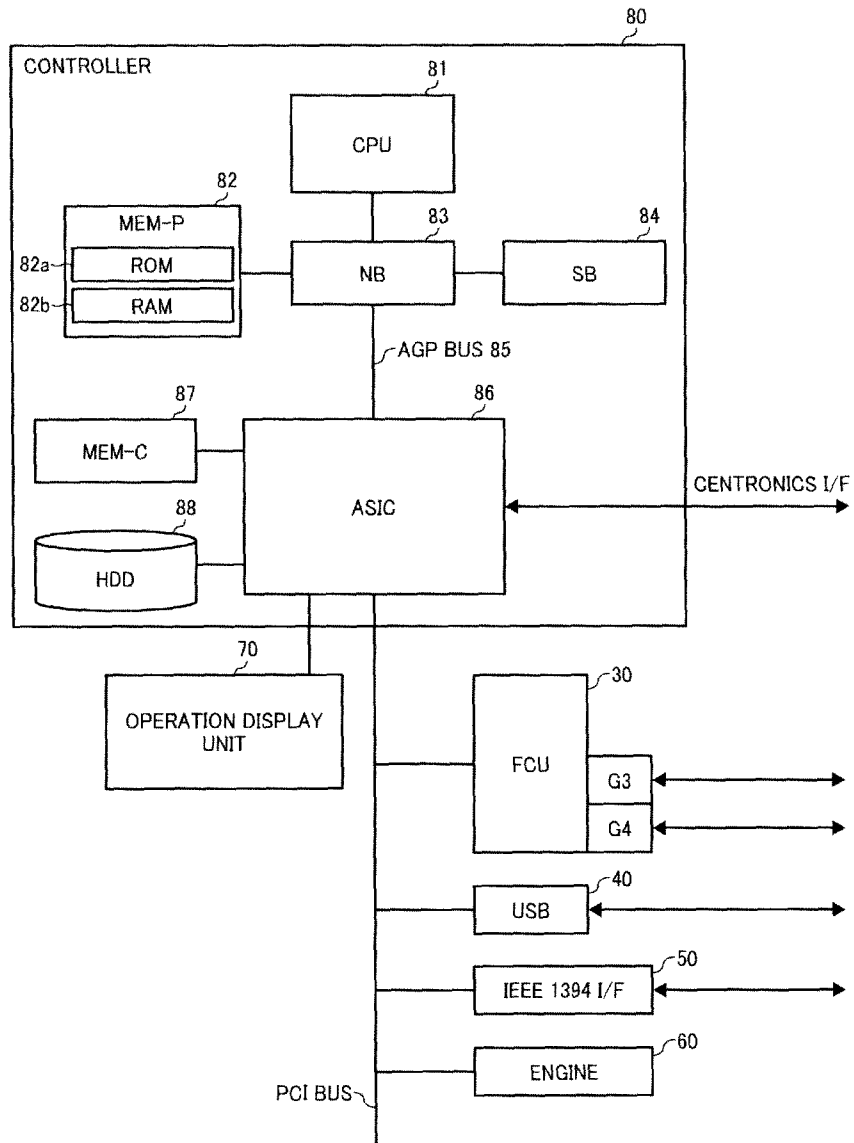 80
CONTROLLER
81
CPU
82
MEM-P
82a
ROM
82b
RAM
83
NB
84
SB
AGP BUS 85
87
MEM-C
86
ASIC
CENTRONICS I/F
88
HDD
70
OPERATION DISPLAY
UNIT
30
FCU
G3
G4
40
USB
50
IEEE 1394 I/F
60
ENGINE
PCI BUS